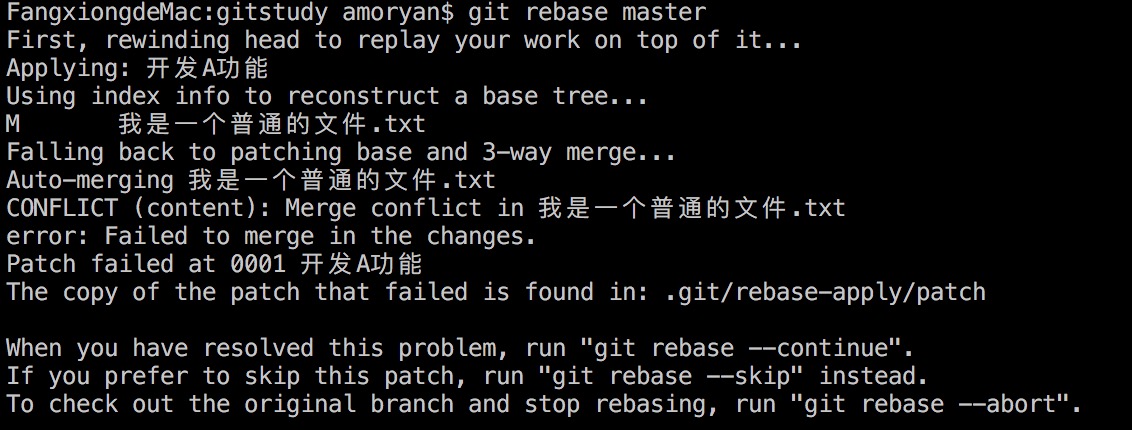 FangxiongdeMac:gitstudy amoryan$ git rebase master
First, rewinding head to replay your work on top of it...
Applying: 开发A功能
Using index info to reconstruct a base tree...
M       我是一个普通的文件.txt
Falling back to patching base and 3-way merge...
Auto-merging 我是一个普通的文件.txt
CONFLICT (content): Merge conflict in 我是一个普通的文件.txt
error: Failed to merge in the changes.
Patch failed at 0001 开发A功能
The copy of the patch that failed is found in: .git/rebase-apply/patch

When you have resolved this problem, run "git rebase --continue".
If you prefer to skip this patch, run "git rebase --skip" instead.
To check out the original branch and stop rebasing, run "git rebase --abort".